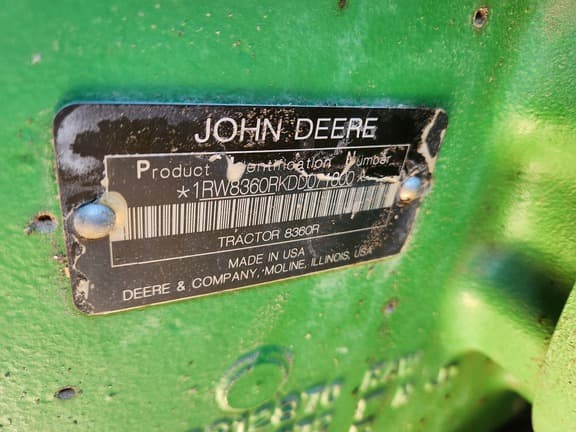 JOHN DEERE
Product Identification Number
*1RW8360RKDD071800*
TRACTOR 8360R
MADE IN USA
DEERE & COMPANY, MOLINE, ILLINOIS, USA